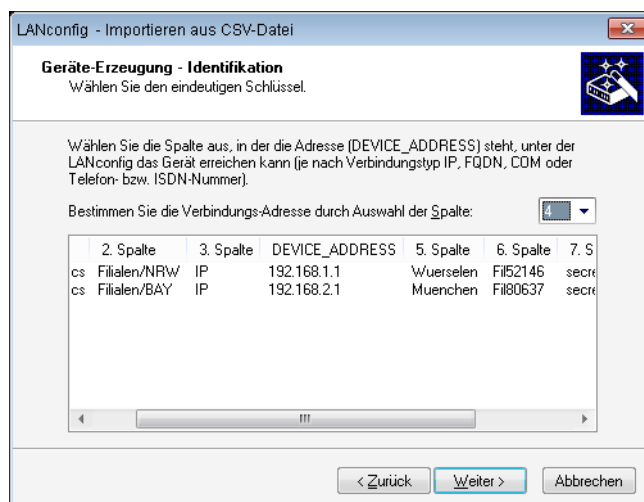 LANconfig - Importieren aus CSV-Datei
Geräte-Erzeugung - Identifikation
Wählen Sie den eindeutigen Schlüssel.
Wählen Sie die Spalte aus, in der die Adresse (DEVICE_ADDRESS) steht, unter der
LANconfig das Gerät erreichen kann (je nach Verbindungstyp IP, FQDN, COM oder
Telefon- bzw. ISDN-Nummer).
Bestimmen Sie die Verbindungs-Adresse durch Auswahl der Spalte: 4
2. Spalte 3. Spalte DEVICE_ADDRESS 5. Spalte 6. Spalte 7. S
cs Filialen/NRW IP 192.168.1.1 Wuerselen Fil52146 secre
cs Filialen/BAY IP 192.168.2.1 Muenchen Fil80637 secre
< Zurück Weiter > Abbrechen